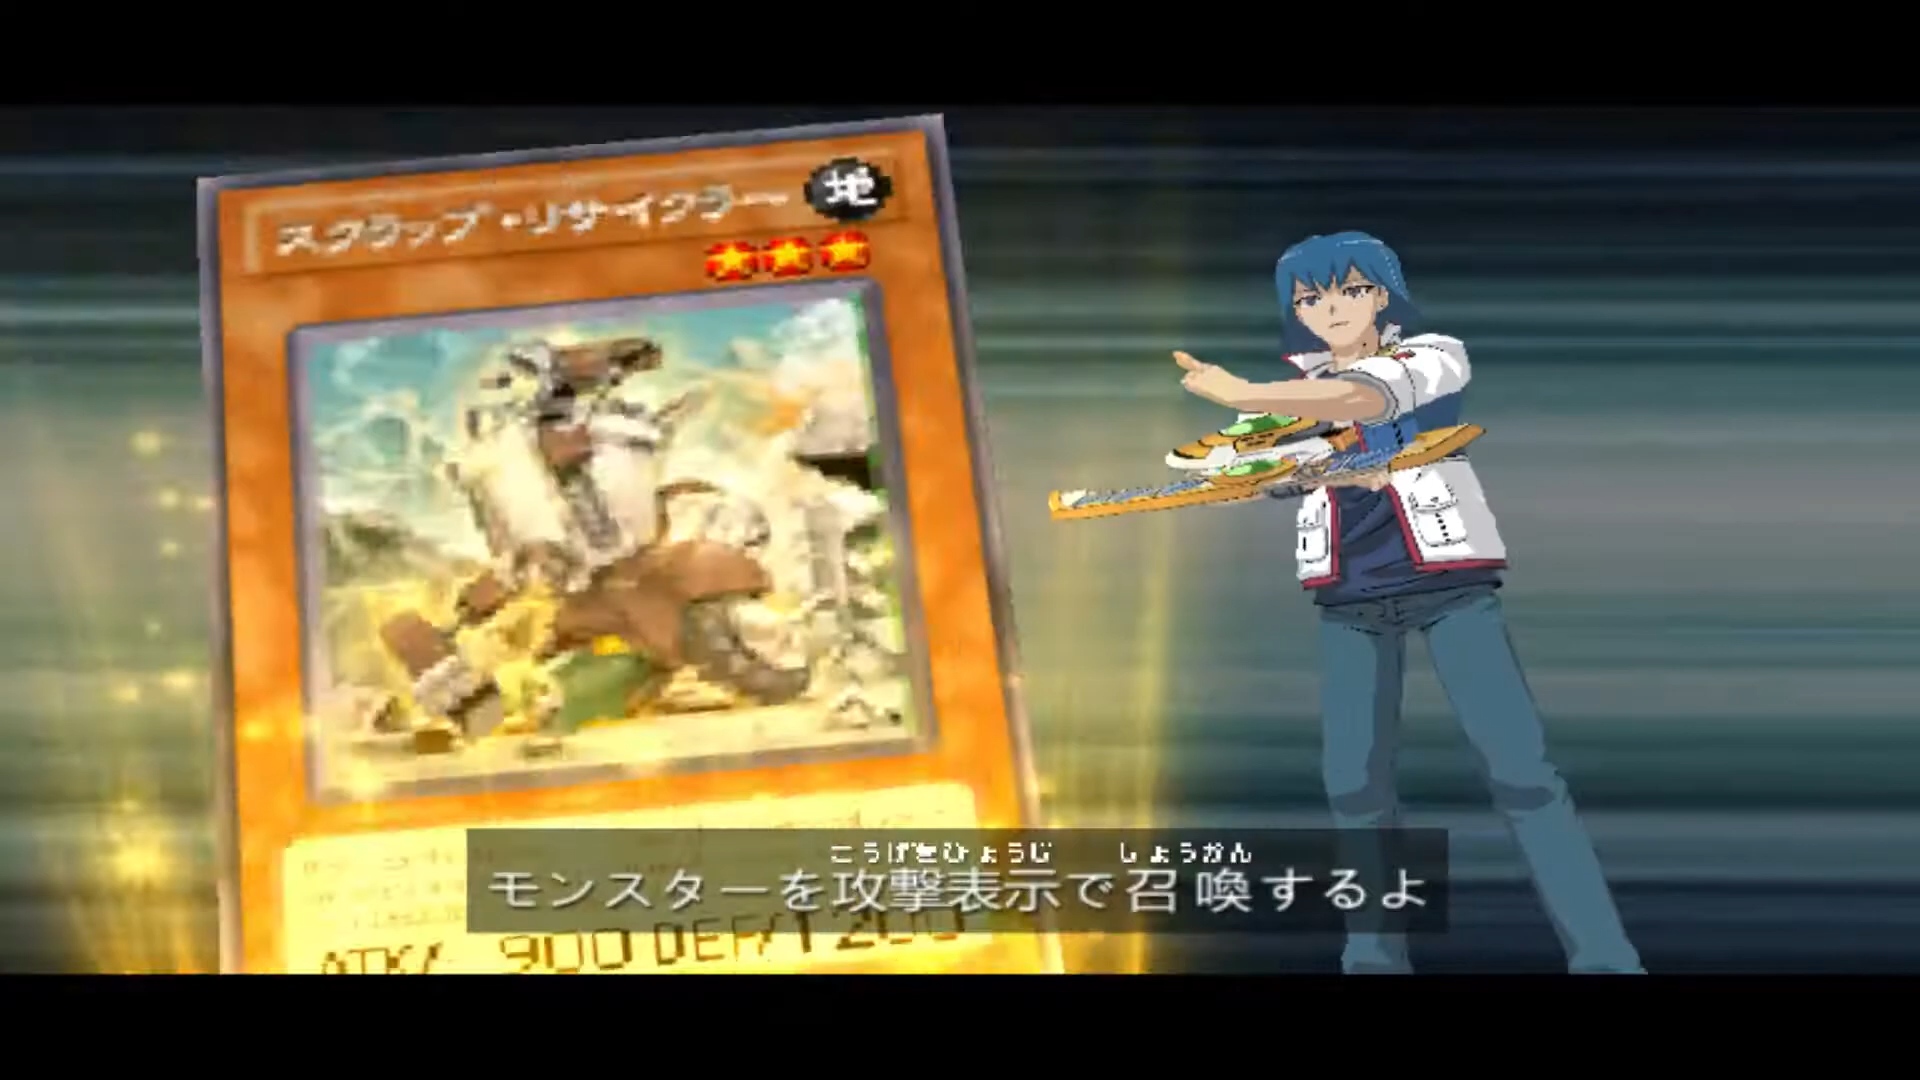 スクラップ・リサイクラー 地
ATK/ 900 DEF/1200
こうげきひょうじ しょうかん
モンスターを攻撃表示で召喚するよ